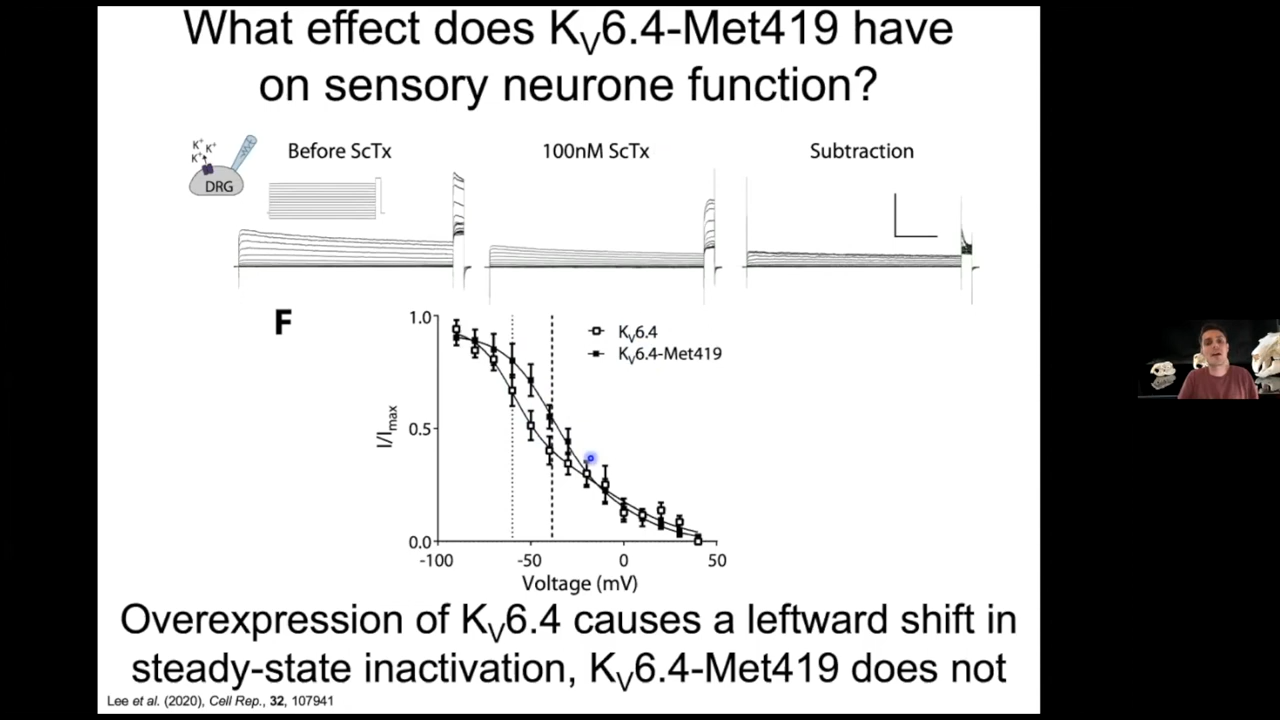 What effect does KV6.4-Met419 have
on sensory neurone function?
K+
K+
K+
DRG
Before ScTx
100nM ScTx
Subtraction
F
KV6.4
KV6.4-Met419
I/Imax
1.0
0.5
0.0
-100
-50
0
50
Voltage (mV)
Overexpression of KV6.4 causes a leftward shift in
steady-state inactivation, KV6.4-Met419 does not
Lee et al. (2020), Cell Rep., 32, 107941